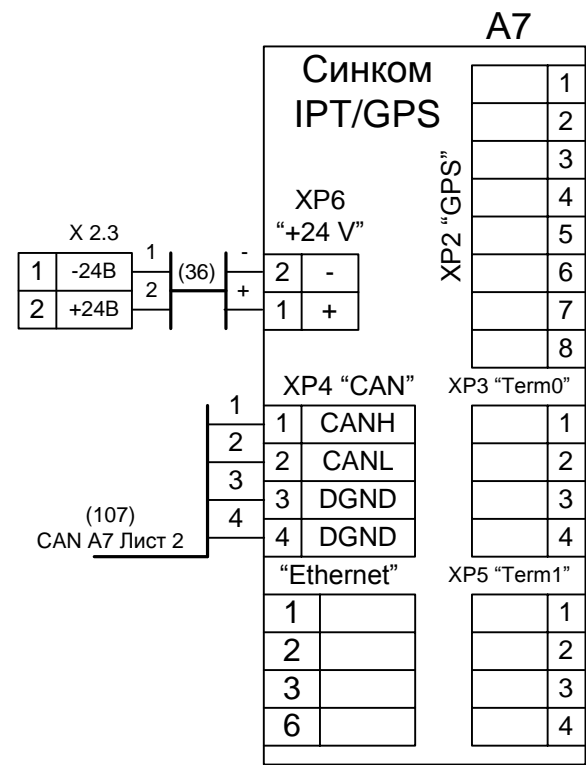 A7
Синком
IPT/GPS
XP2 “GPS”
1
2
3
4
5
6
7
8
XP6
“+24 V”
2 -
1 +
X 2.3
1 -24В
2 +24В
1
2
(36)
-
+
XP4 “CAN”
1 CANH
2 CANL
3 DGND
4 DGND
1
2
3
4
(107)
CAN A7 Лист 2
XP3 “Term0”
1
2
3
4
“Ethernet”
1
2
3
6
XP5 “Term1”
1
2
3
4